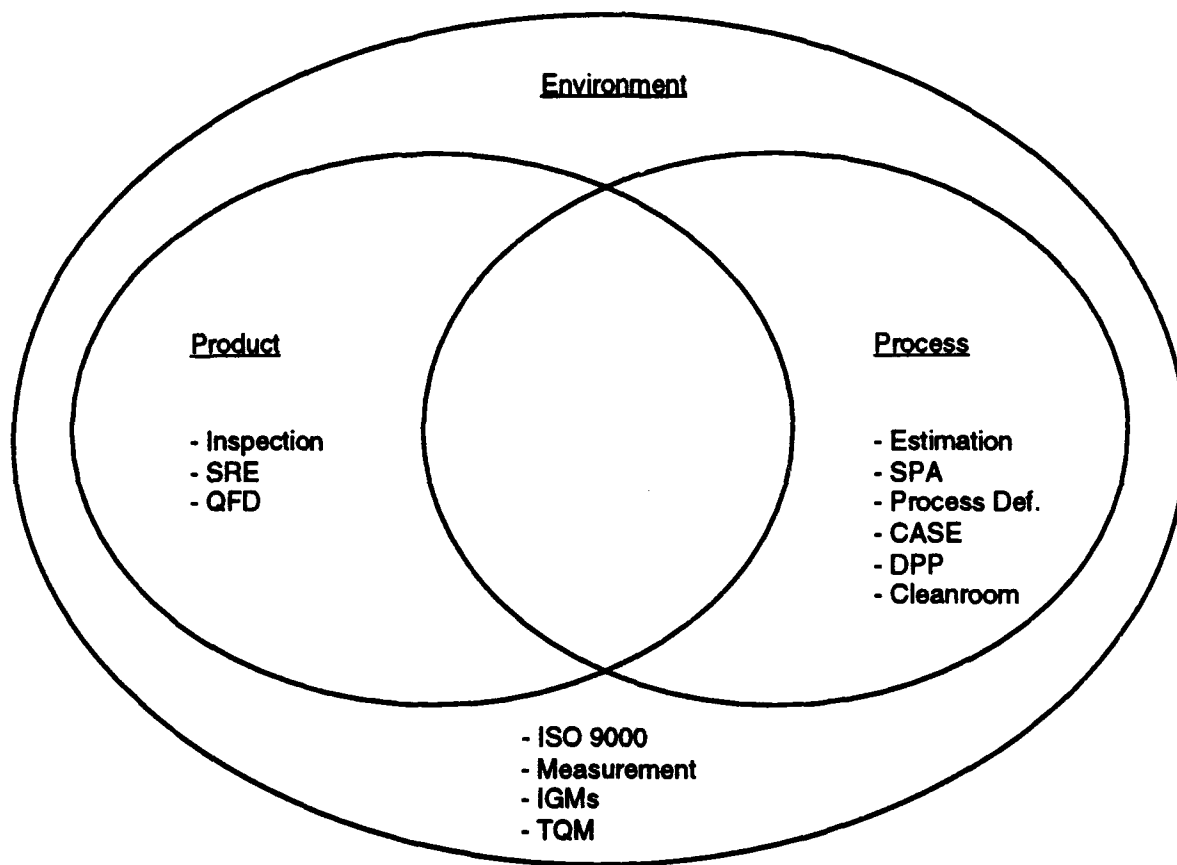 Environment
Product
- Inspection
- SRE
- QFD
Process
- Estimation
- SPA
- Process Def.
- CASE
- DPP
- Cleanroom
- ISO 9000
- Measurement
- IGMs
- TQM